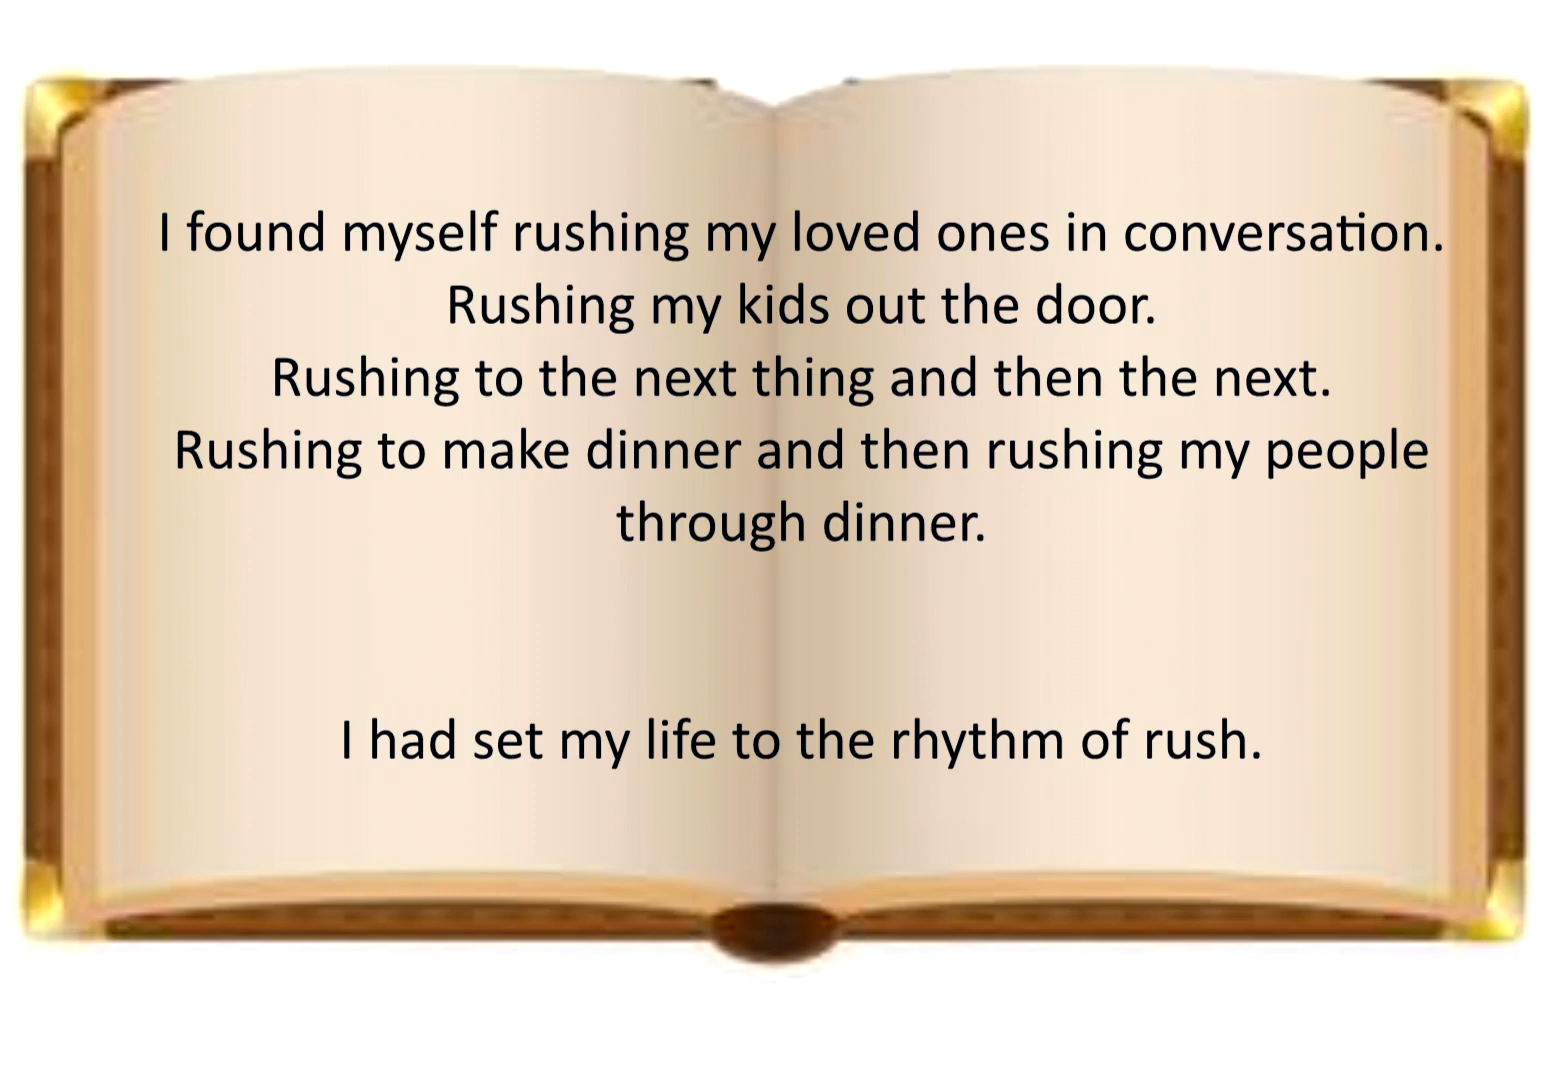 I found myself rushing my loved ones in conversation.
Rushing my kids out the door.
Rushing to the next thing and then the next.
Rushing to make dinner and then rushing my people
through dinner.
I had set my life to the rhythm of rush.